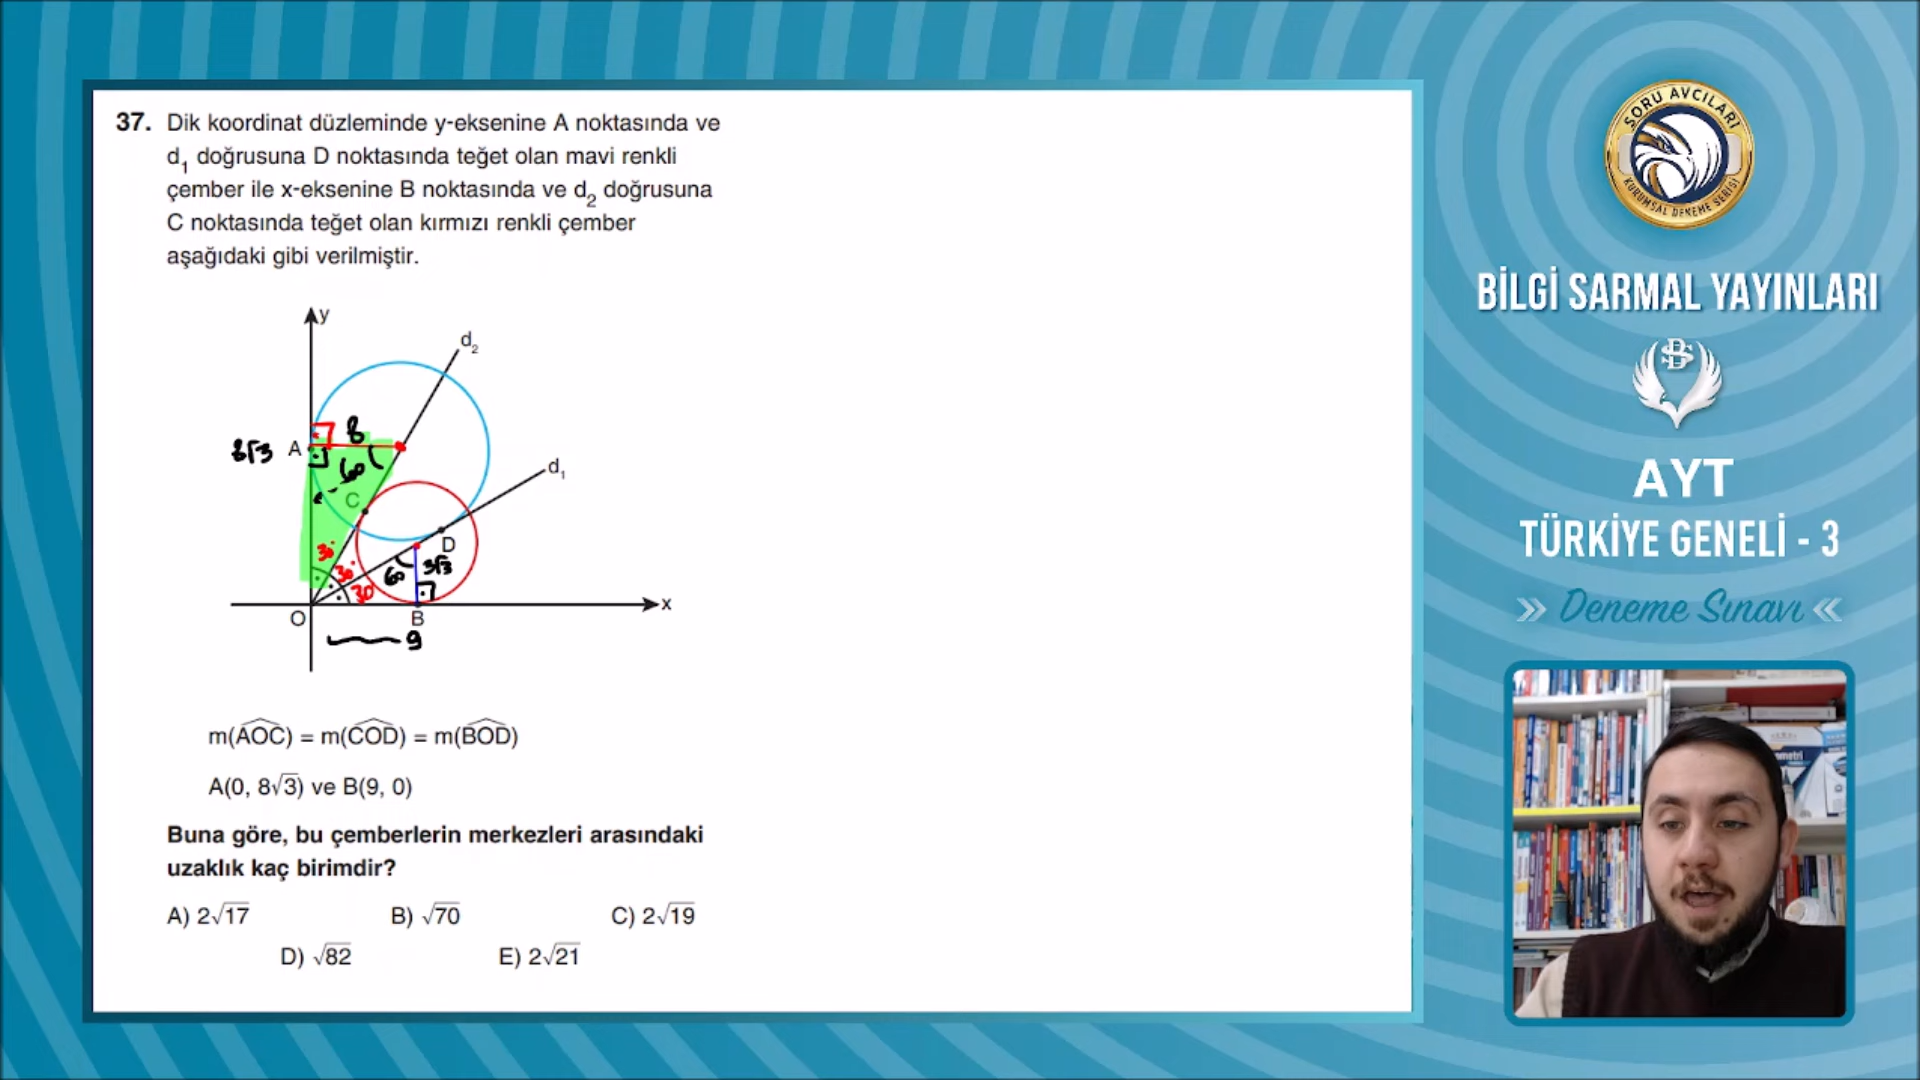 37. Dik koordinat düzleminde y-eksenine A noktasında ve
d₁ doğrusuna D noktasında teğet olan mavi renkli
çember ile x-eksenine B noktasında ve d₂ doğrusuna
C noktasında teğet olan kırmızı renkli çember
aşağıdaki gibi verilmiştir.
y
d₂
8
8√3 A
60
d₁
C
D
30°
30°
60
3√3
30
x
O
B
9
m(AOC) = m(COD) = m(BOD)
A(0, 8√3) ve B(9, 0)
Buna göre, bu çemberlerin merkezleri arasındaki
uzaklık kaç birimdir?
A) 2√17 B) √70 C) 2√19
D) √82 E) 2√21
SORU AVCILARI
KURUMSAL DENEME SERİSİ
BİLGİ SARMAL YAYINLARI
BS
AYT
TÜRKİYE GENELİ - 3
Deneme Sınavı